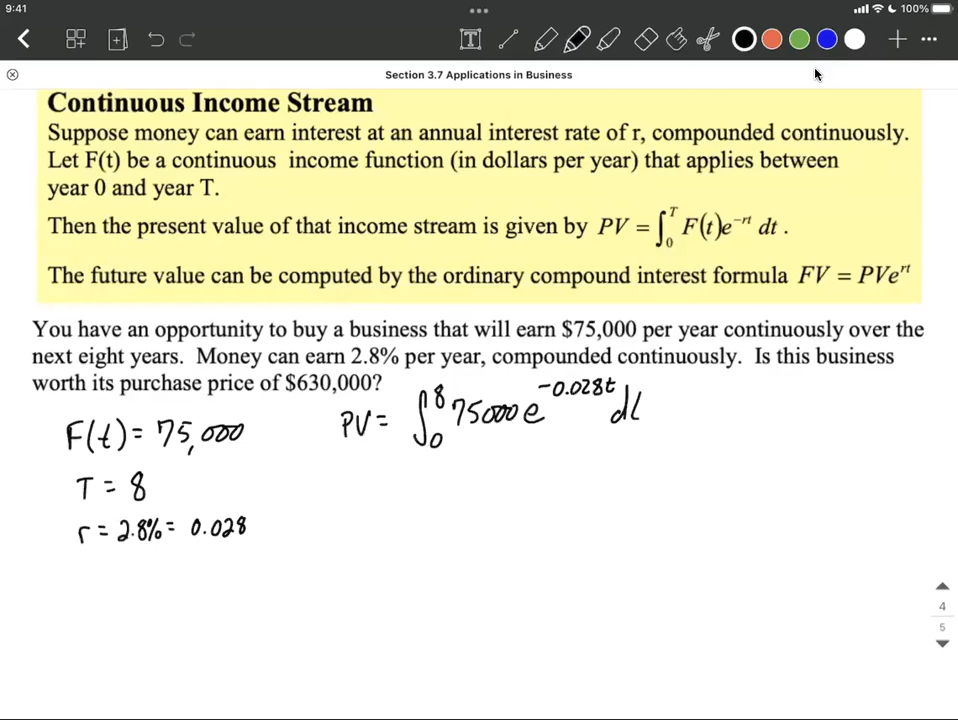 9:41
100%
Section 3.7 Applications in Business
Continuous Income Stream
Suppose money can earn interest at an annual interest rate of r, compounded continuously.
Let F(t) be a continuous income function (in dollars per year) that applies between
year 0 and year T.
Then the present value of that income stream is given by PV = ∫₀ᵀ F(t)e^{-rt} dt .
The future value can be computed by the ordinary compound interest formula FV = PVe^{rt}
You have an opportunity to buy a business that will earn $75,000 per year continuously over the
next eight years. Money can earn 2.8% per year, compounded continuously. Is this business
worth its purchase price of $630,000?
F(t) = 75,000
PV = ∫₀⁸ 75000 e^{-0.028t} dt
T = 8
r = 2.8% = 0.028
4
5